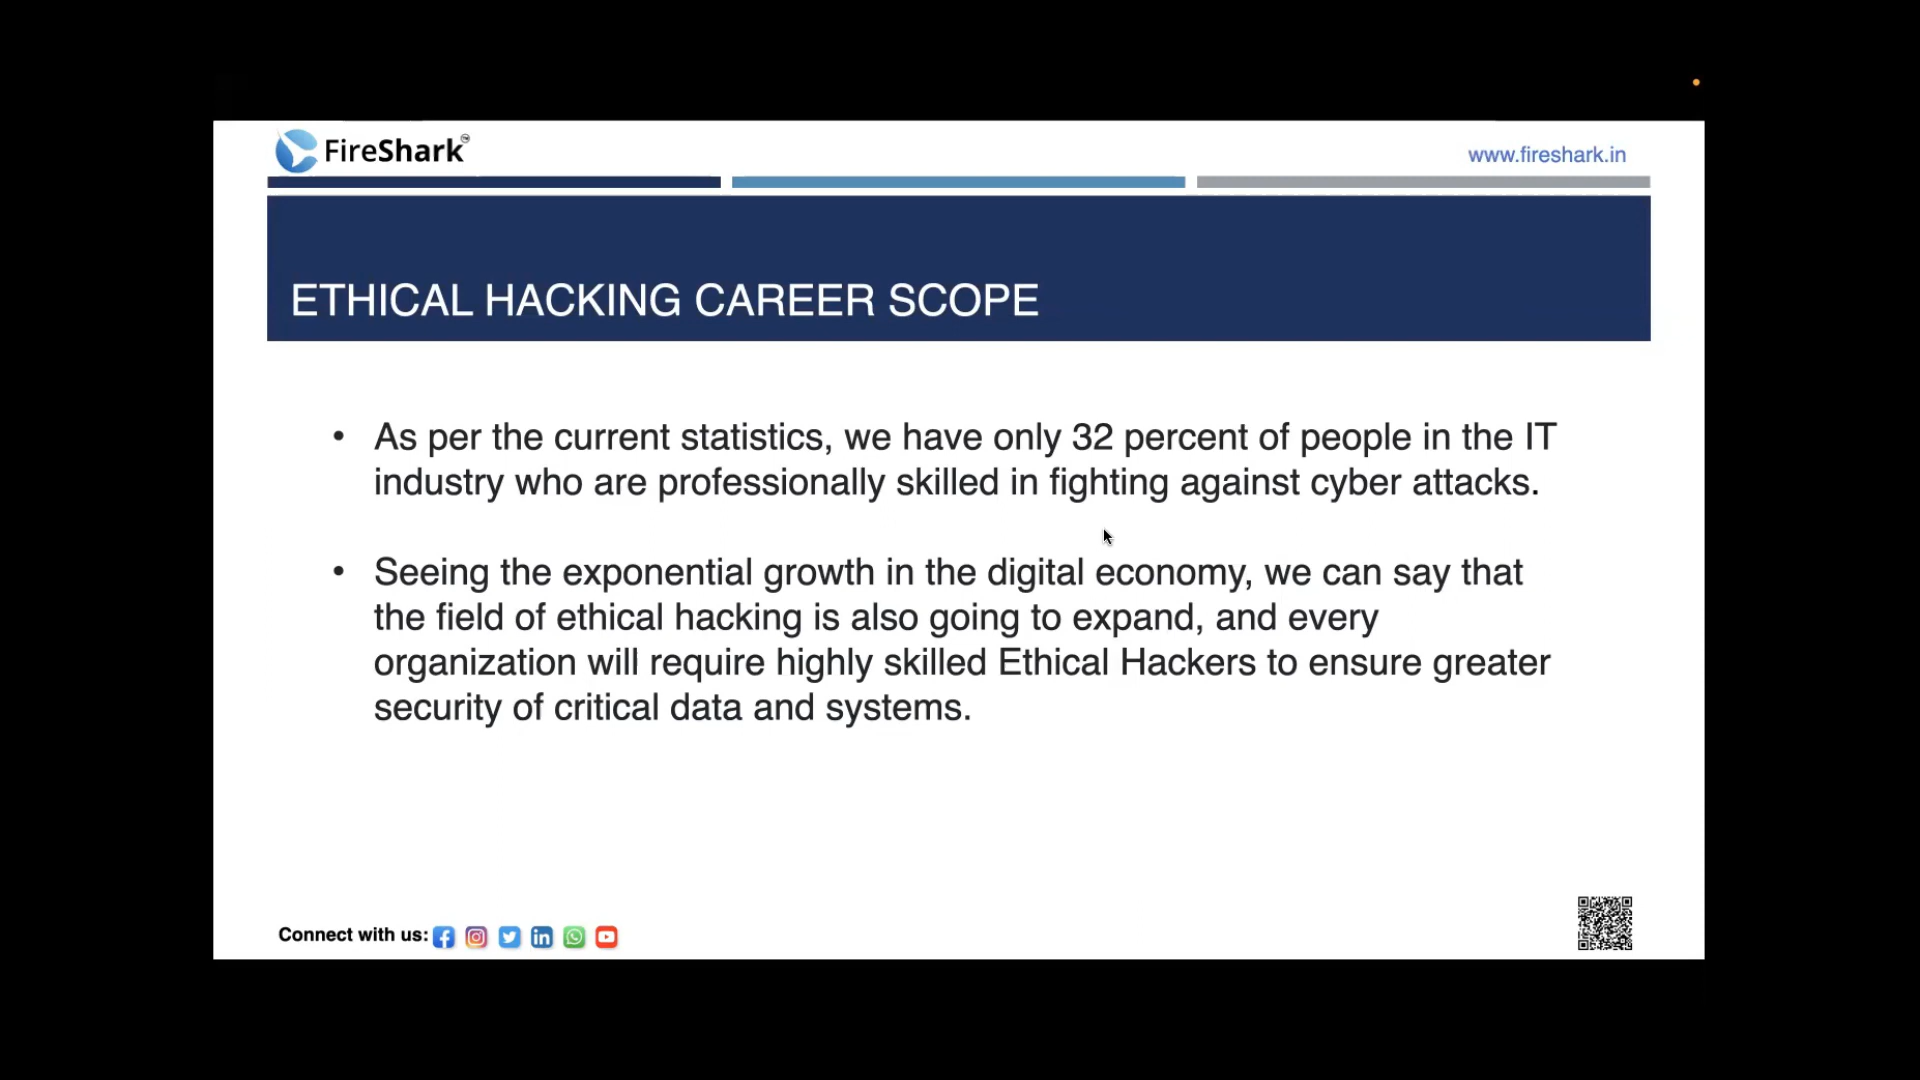 FireShark™
www.fireshark.in
ETHICAL HACKING CAREER SCOPE
• As per the current statistics, we have only 32 percent of people in the IT
industry who are professionally skilled in fighting against cyber attacks.
• Seeing the exponential growth in the digital economy, we can say that
the field of ethical hacking is also going to expand, and every
organization will require highly skilled Ethical Hackers to ensure greater
security of critical data and systems.
Connect with us: